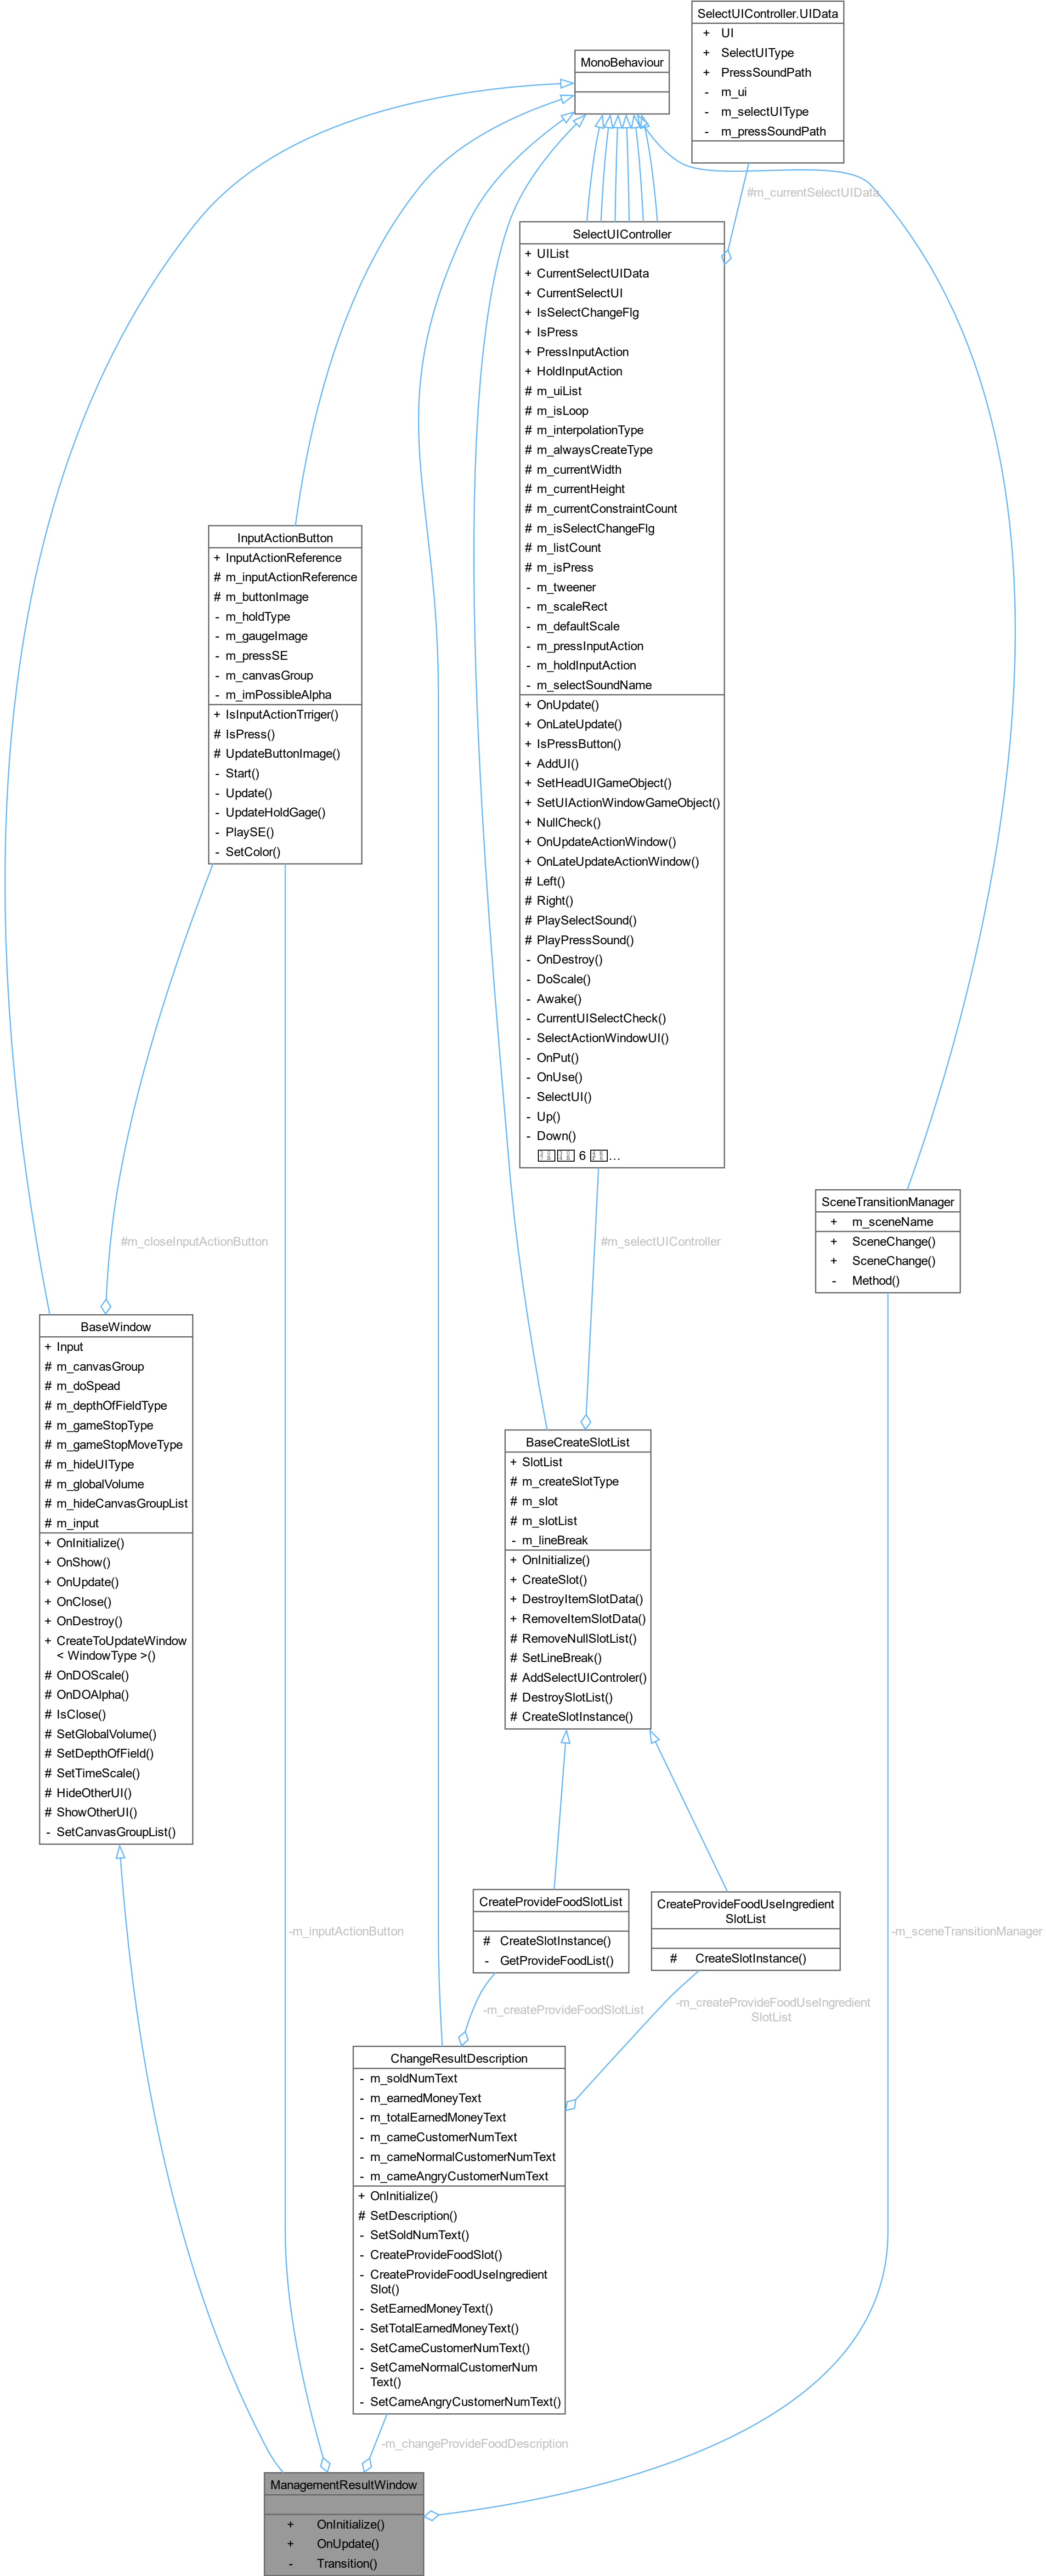 SelectUIController.UIData
+ UI
+ SelectUIType
+ PressSoundPath
- m_ui
- m_selectUIType
- m_pressSoundPath
MonoBehaviour
#m_currentSelectUIData
SelectUIController
+ UIList
+ CurrentSelectUIData
+ CurrentSelectUI
+ IsSelectChangeFlg
+ IsPress
+ PressInputAction
+ HoldInputAction
# m_uiList
# m_isLoop
# m_interpolationType
# m_alwaysCreateType
# m_currentWidth
# m_currentHeight
# m_currentConstraintCount
# m_isSelectChangeFlg
# m_listCount
# m_isPress
- m_tweener
- m_scaleRect
- m_defaultScale
- m_pressInputAction
- m_holdInputAction
- m_selectSoundName
+ OnUpdate()
+ OnLateUpdate()
+ IsPressButton()
+ AddUI()
+ SetHeadUIGameObject()
+ SetUIActionWindowGameObject()
+ NullCheck()
+ OnUpdateActionWindow()
+ OnLateUpdateActionWindow()
# Left()
# Right()
# PlaySelectSound()
# PlayPressSound()
- OnDestroy()
- DoScale()
- Awake()
- CurrentUISelectCheck()
- SelectActionWindowUI()
- OnPut()
- OnUse()
- SelectUI()
- Up()
- Down()
6 ...
InputActionButton
+ InputActionReference
# m_inputActionReference
# m_buttonImage
- m_holdType
- m_gaugeImage
- m_pressSE
- m_canvasGroup
- m_imPossibleAlpha
+ IsInputActionTrriger()
# IsPress()
# UpdateButtonImage()
- Start()
- Update()
- UpdateHoldGage()
- PlaySE()
- SetColor()
SceneTransitionManager
+ m_sceneName
+ SceneChange()
+ SceneChange()
- Method()
#m_closeInputActionButton
#m_selectUIController
BaseWindow
+ Input
# m_canvasGroup
# m_doSpead
# m_depthOfFieldType
# m_gameStopType
# m_gameStopMoveType
# m_hideUIType
# m_globalVolume
# m_hideCanvasGroupList
# m_input
+ OnInitialize()
+ OnShow()
+ OnUpdate()
+ OnClose()
+ OnDestroy()
+ CreateToUpdateWindow
< WindowType >()
# OnDOScale()
# OnDOAlpha()
# IsClose()
# SetGlobalVolume()
# SetDepthOfField()
# SetTimeScale()
# HideOtherUI()
# ShowOtherUI()
- SetCanvasGroupList()
BaseCreateSlotList
+ SlotList
# m_createSlotType
# m_slot
# m_slotList
- m_lineBreak
+ OnInitialize()
+ CreateSlot()
+ DestroyItemSlotData()
+ RemoveItemSlotData()
# RemoveNullSlotList()
# SetLineBreak()
# AddSelectUIControler()
# DestroySlotList()
# CreateSlotInstance()
CreateProvideFoodSlotList
# CreateSlotInstance()
- GetProvideFoodList()
CreateProvideFoodUseIngredient
SlotList
# CreateSlotInstance()
-m_inputActionButton
-m_sceneTransitionManager
-m_createProvideFoodSlotList
-m_createProvideFoodUseIngredient
SlotList
ChangeResultDescription
- m_soldNumText
- m_earnedMoneyText
- m_totalEarnedMoneyText
- m_cameCustomerNumText
- m_cameNormalCustomerNumText
- m_cameAngryCustomerNumText
+ OnInitialize()
# SetDescription()
- SetSoldNumText()
- CreateProvideFoodSlot()
- CreateProvideFoodUseIngredient
Slot()
- SetEarnedMoneyText()
- SetTotalEarnedMoneyText()
- SetCameCustomerNumText()
- SetCameNormalCustomerNum
Text()
- SetCameAngryCustomerNumText()
-m_changeProvideFoodDescription
ManagementResultWindow
+ OnInitialize()
+ OnUpdate()
- Transition()